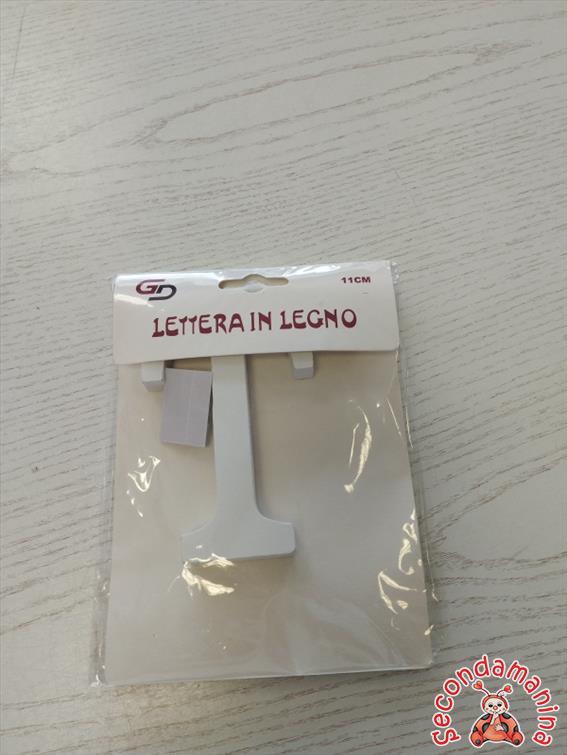 GD
11CM
LETTERA IN LEGNO
secondamanina